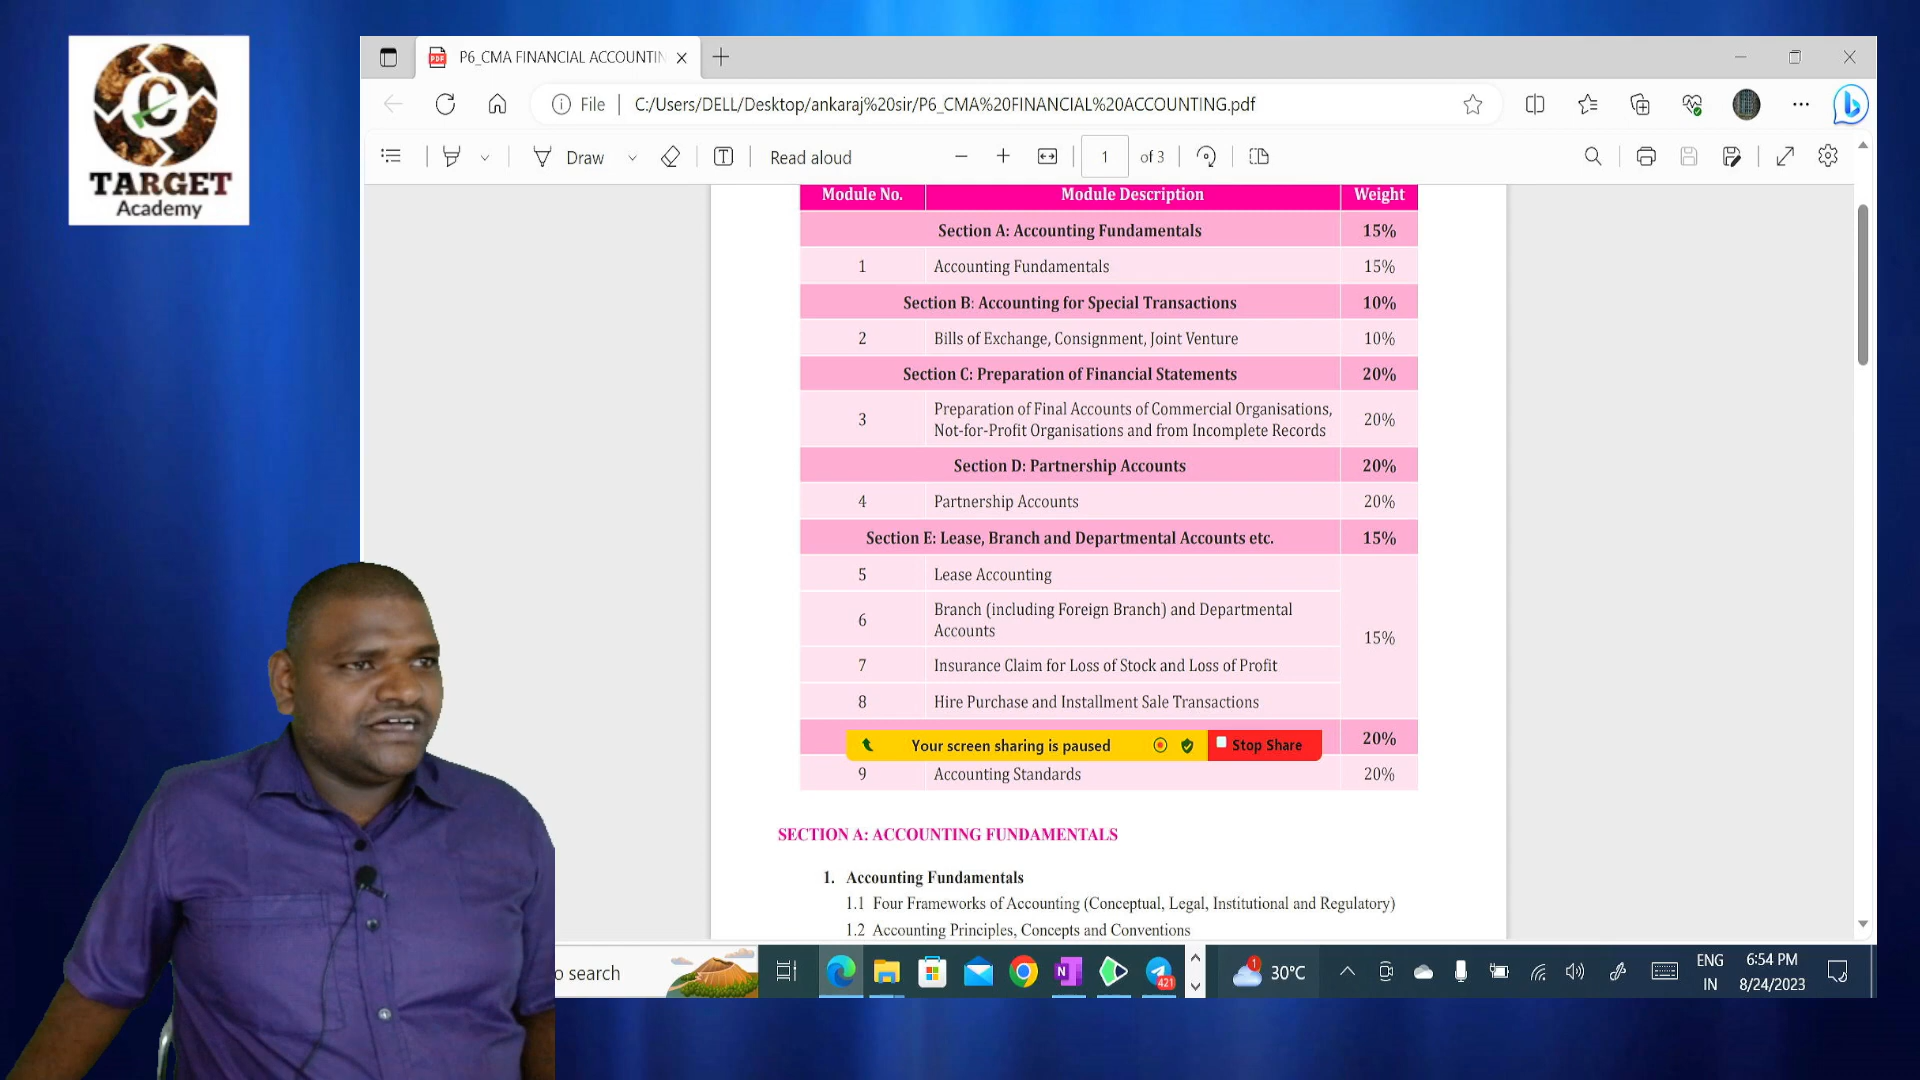 C
TARGET
Academy
P6_CMA FINANCIAL ACCOUNTIN
File
C:/Users/DELL/Desktop/ankaraj%20sir/P6_CMA%20FINANCIAL%20ACCOUNTING.pdf
Draw
Read aloud
1 of 3
Module No. Module Description Weight
Section A: Accounting Fundamentals 15%
1 Accounting Fundamentals 15%
Section B: Accounting for Special Transactions 10%
2 Bills of Exchange, Consignment, Joint Venture 10%
Section C: Preparation of Financial Statements 20%
3 Preparation of Final Accounts of Commercial Organisations, 20%
Not-for-Profit Organisations and from Incomplete Records
Section D: Partnership Accounts 20%
4 Partnership Accounts 20%
Section E: Lease, Branch and Departmental Accounts etc. 15%
5 Lease Accounting
6 Branch (including Foreign Branch) and Departmental
Accounts
15%
7 Insurance Claim for Loss of Stock and Loss of Profit
8 Hire Purchase and Installment Sale Transactions
20%
Your screen sharing is paused Stop Share
9 Accounting Standards 20%
SECTION A: ACCOUNTING FUNDAMENTALS
1. Accounting Fundamentals
1.1 Four Frameworks of Accounting (Conceptual, Legal, Institutional and Regulatory)
1.2 Accounting Principles, Concepts and Conventions
o search
N
421
1
30°C
ENG
IN
6:54 PM
8/24/2023